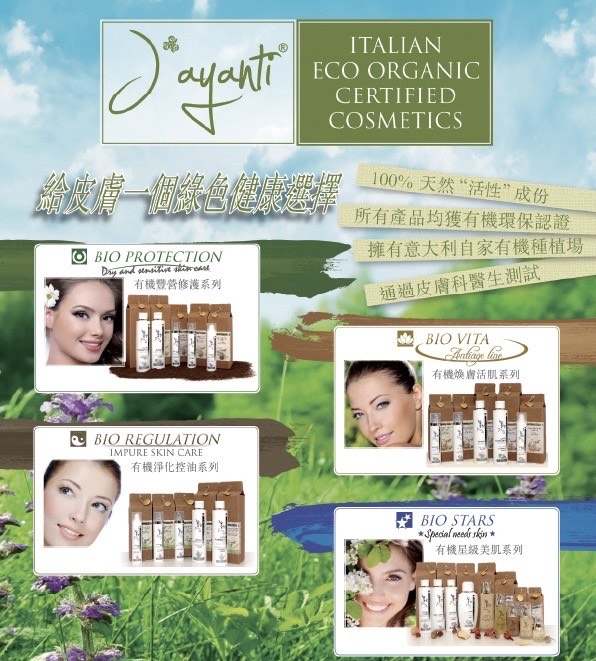 Jayanti®
ITALIAN
ECO ORGANIC
CERTIFIED
COSMETICS
給皮膚一個綠色健康選擇
100% 天然“活性”成份
所有產品均獲有機環保認證
擁有意大利自家有機種植場
通過皮膚科醫生測試
BIO PROTECTION
Dry and sensitive skin care
有機豐營修護系列
BIO VITA
Antiage line
有機煥膚活肌系列
BIO REGULATION
IMPURE SKIN CARE
有機淨化控油系列
BIO STARS
Special needs skin
有機星級美肌系列